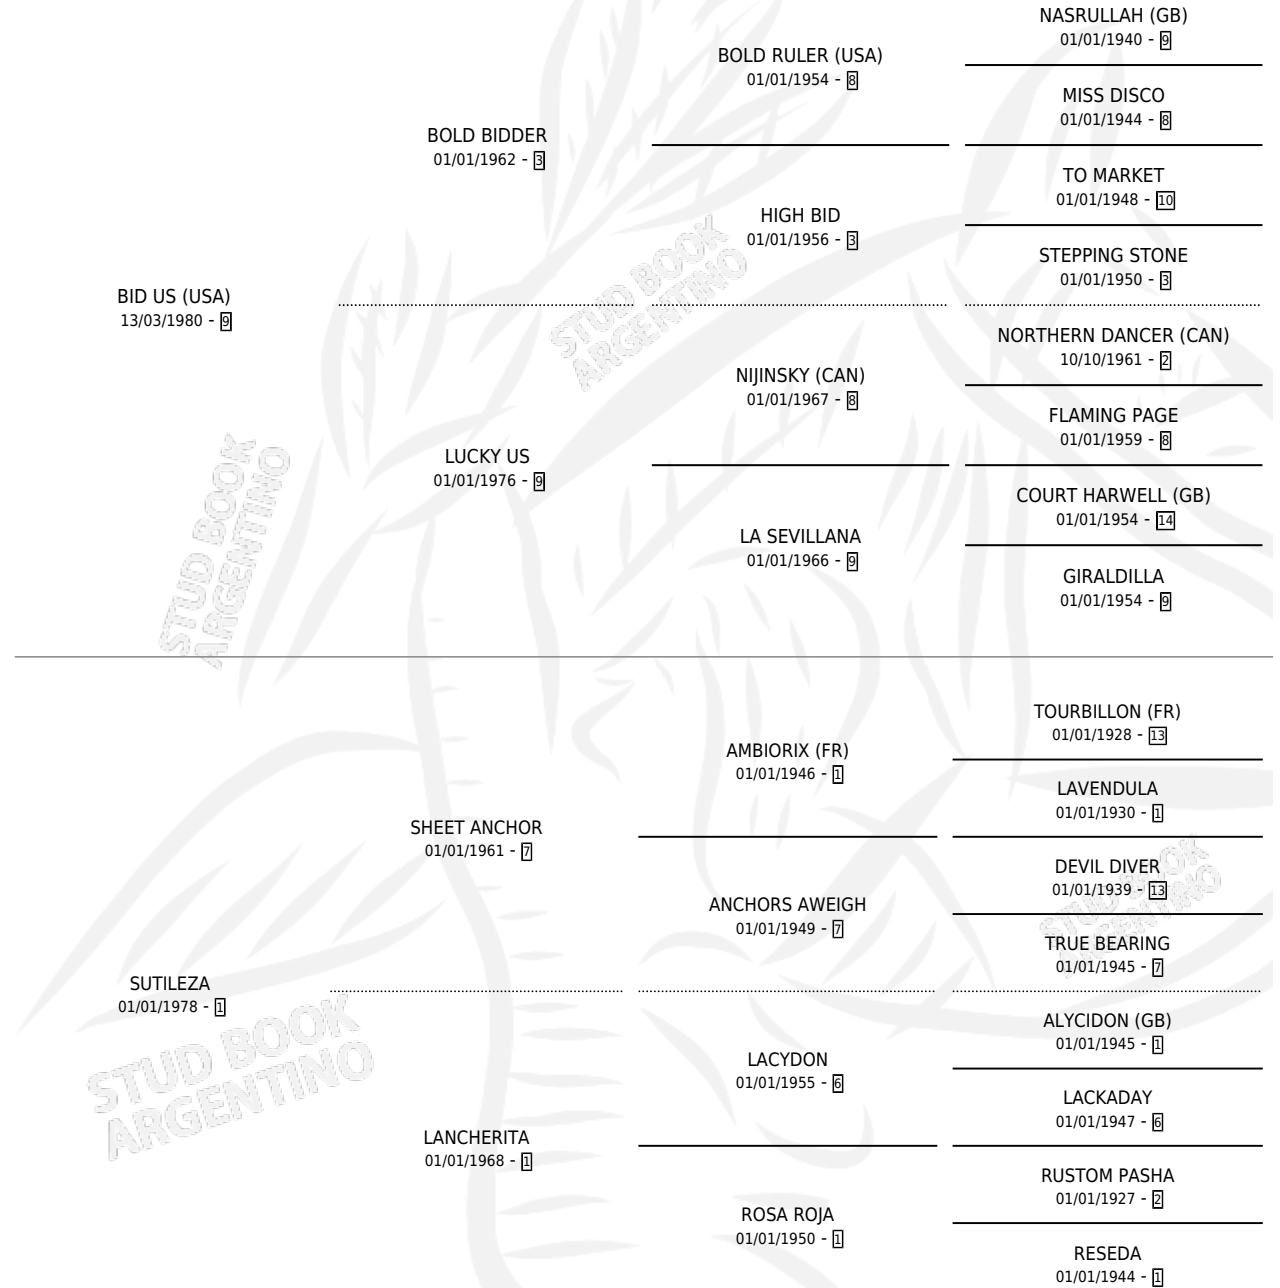 NASRULLAH (GB)
01/01/1940 - 9
BOLD RULER (USA)
01/01/1954 - 8
MISS DISCO
01/01/1944 - 8
BOLD BIDDER
01/01/1962 - 3
TO MARKET
01/01/1948 - 10
HIGH BID
01/01/1956 - 3
STEPPING STONE
01/01/1950 - 3
BID US (USA)
13/03/1980 - 9
NORTHERN DANCER (CAN)
10/10/1961 - 2
NIJINSKY (CAN)
01/01/1967 - 8
FLAMING PAGE
01/01/1959 - 8
LUCKY US
01/01/1976 - 9
COURT HARWELL (GB)
01/01/1954 - 14
LA SEVILLANA
01/01/1966 - 9
GIRALDILLA
01/01/1954 - 9
TOURBILLON (FR)
01/01/1928 - 13
AMBIORIX (FR)
01/01/1946 - 1
LAVENDULA
01/01/1930 - 1
SHEET ANCHOR
01/01/1961 - 7
DEVIL DIVER
01/01/1939 - 13
ANCHORS AWEIGH
01/01/1949 - 7
TRUE BEARING
01/01/1945 - 7
SUTILEZA
01/01/1978 - 1
ALYCIDON (GB)
01/01/1945 - 1
LACYDON
01/01/1955 - 6
LACKADAY
01/01/1947 - 6
LANCHERITA
01/01/1968 - 1
RUSTOM PASHA
01/01/1927 - 2
ROSA ROJA
01/01/1950 - 1
RESEDA
01/01/1944 - 1
STUD BOOK
ARGENTINO
STUD BOOK
ARGENTINO
STUD BOOK
ARGENTINO
STUD BOOK
ARGENTINO